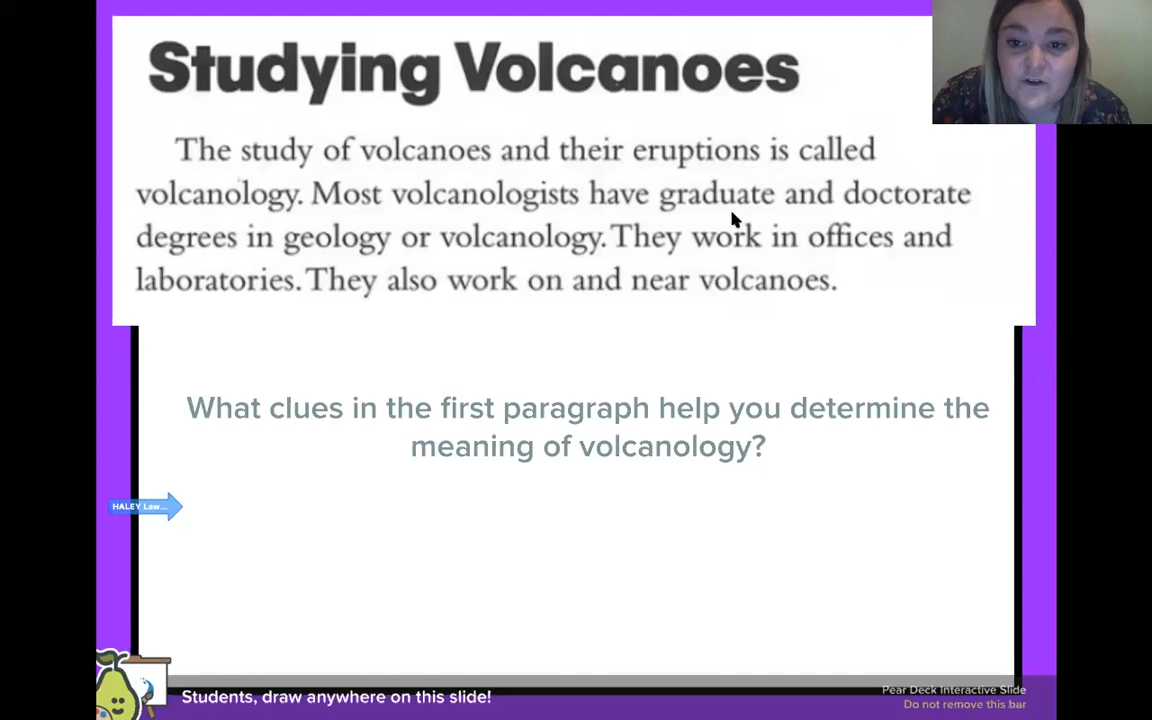 Studying Volcanoes
The study of volcanoes and their eruptions is called
volcanology. Most volcanologists have graduate and doctorate
degrees in geology or volcanology. They work in offices and
laboratories. They also work on and near volcanoes.
What clues in the first paragraph help you determine the
meaning of volcanology?
HALEY Law...
Students, draw anywhere on this slide!
Pear Deck Interactive Slide
Do not remove this bar